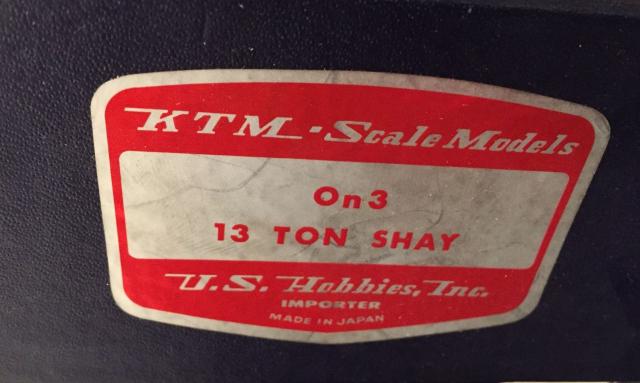 KTM - Scale Models
On3
13 TON SHAY
U.S. Hobbies, Inc.
IMPORTER
MADE IN JAPAN